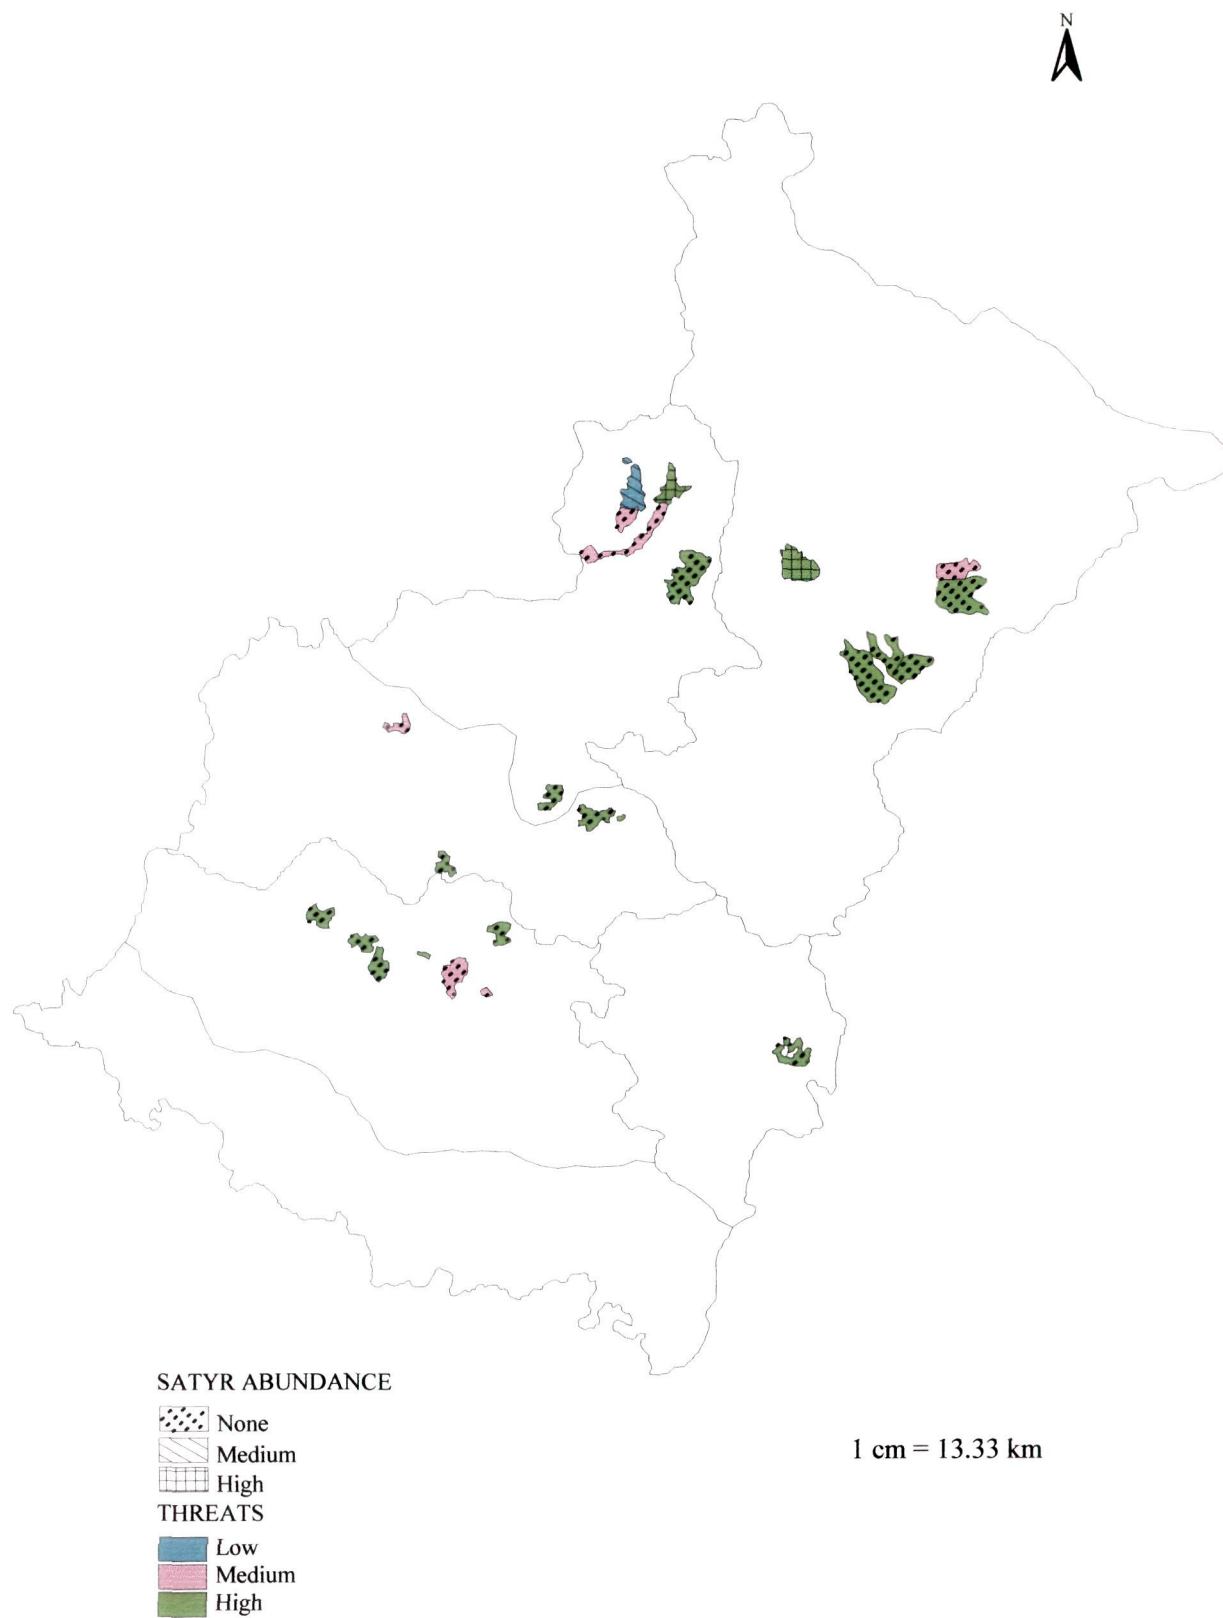 N
SATYR ABUNDANCE
None
Medium
High
1 cm = 13.33 km
THREATS
Low
Medium
High